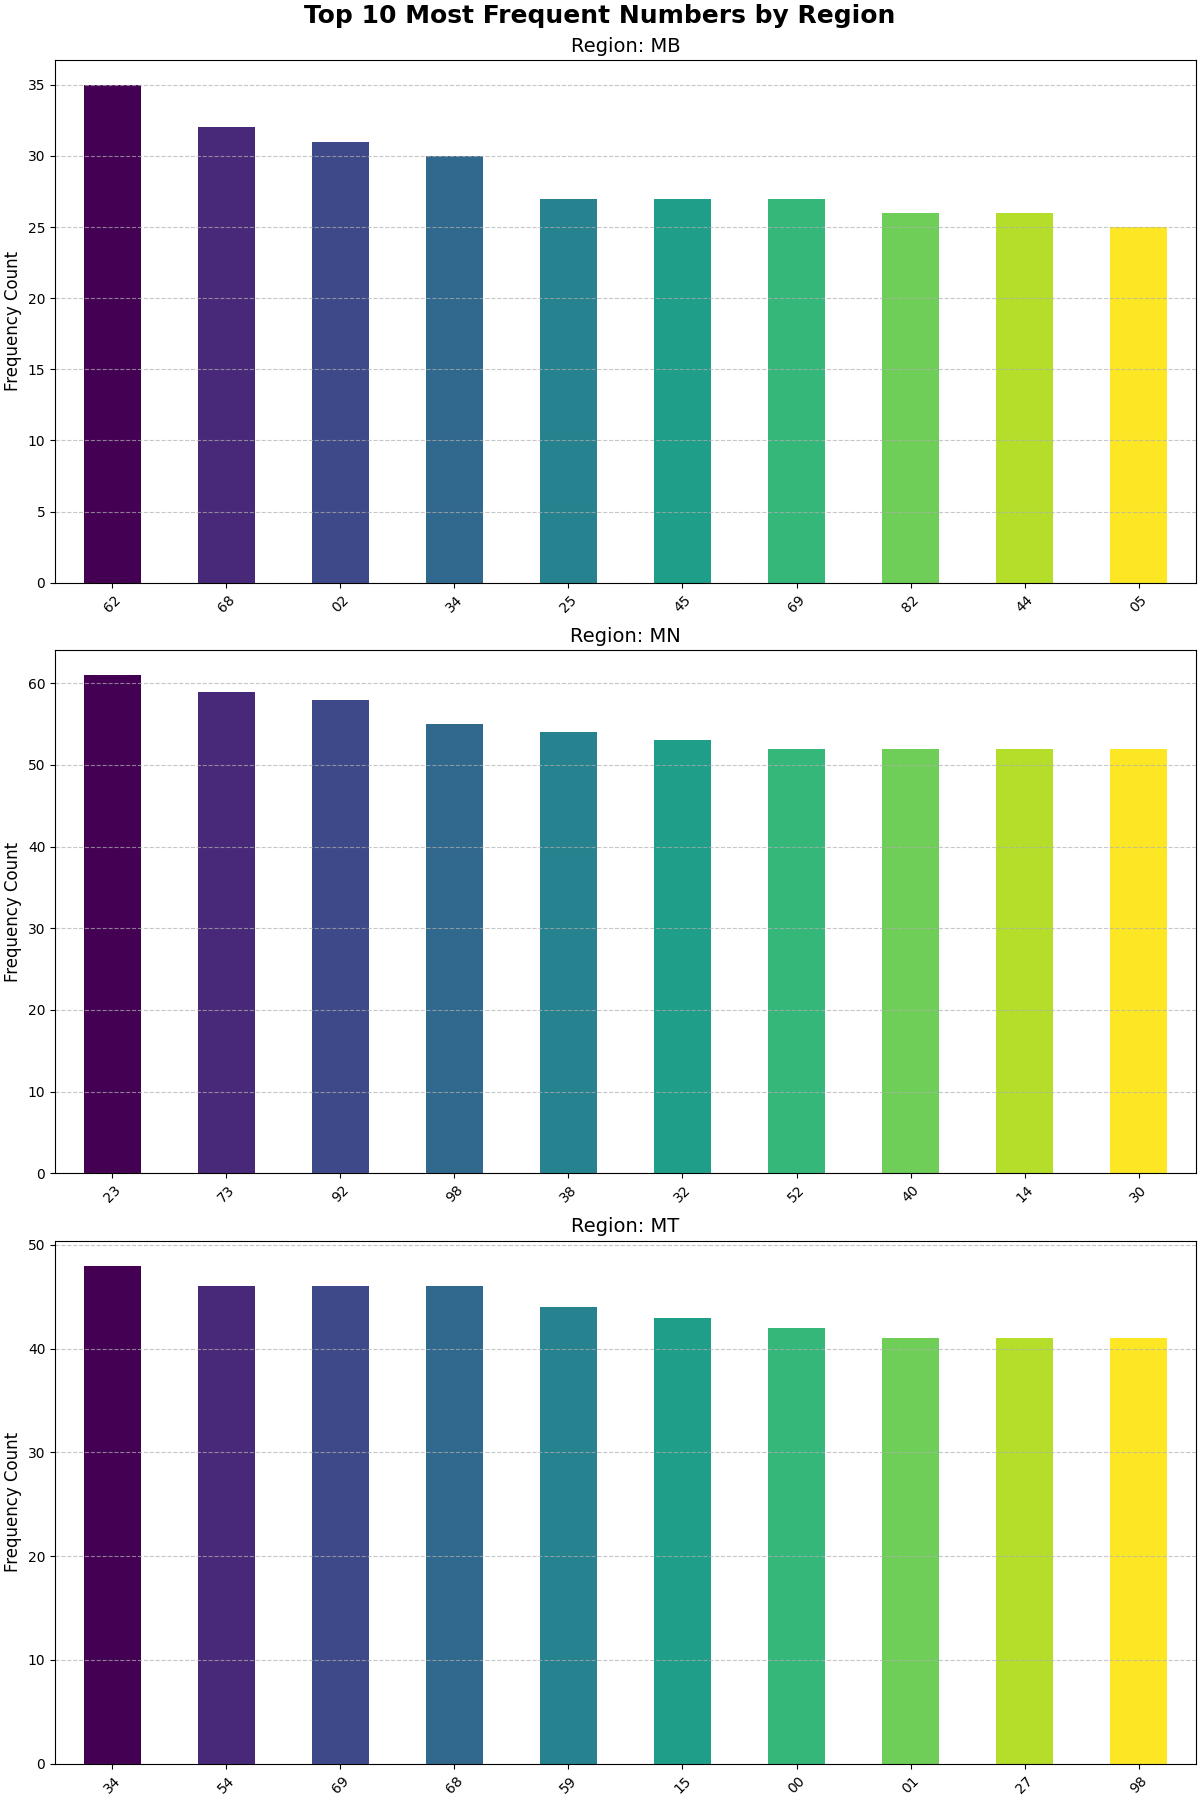 Top 10 Most Frequent Numbers by Region
Region: MB
Frequency Count
35
30
25
20
15
10
5
0
62 68 02 34 25 45 69 82 44 05
Region: MN
Frequency Count
60
50
40
30
20
10
0
23 73 92 98 38 32 52 40 14 30
Region: MT
Frequency Count
50
40
30
20
10
0
34 54 69 68 59 15 00 01 27 98